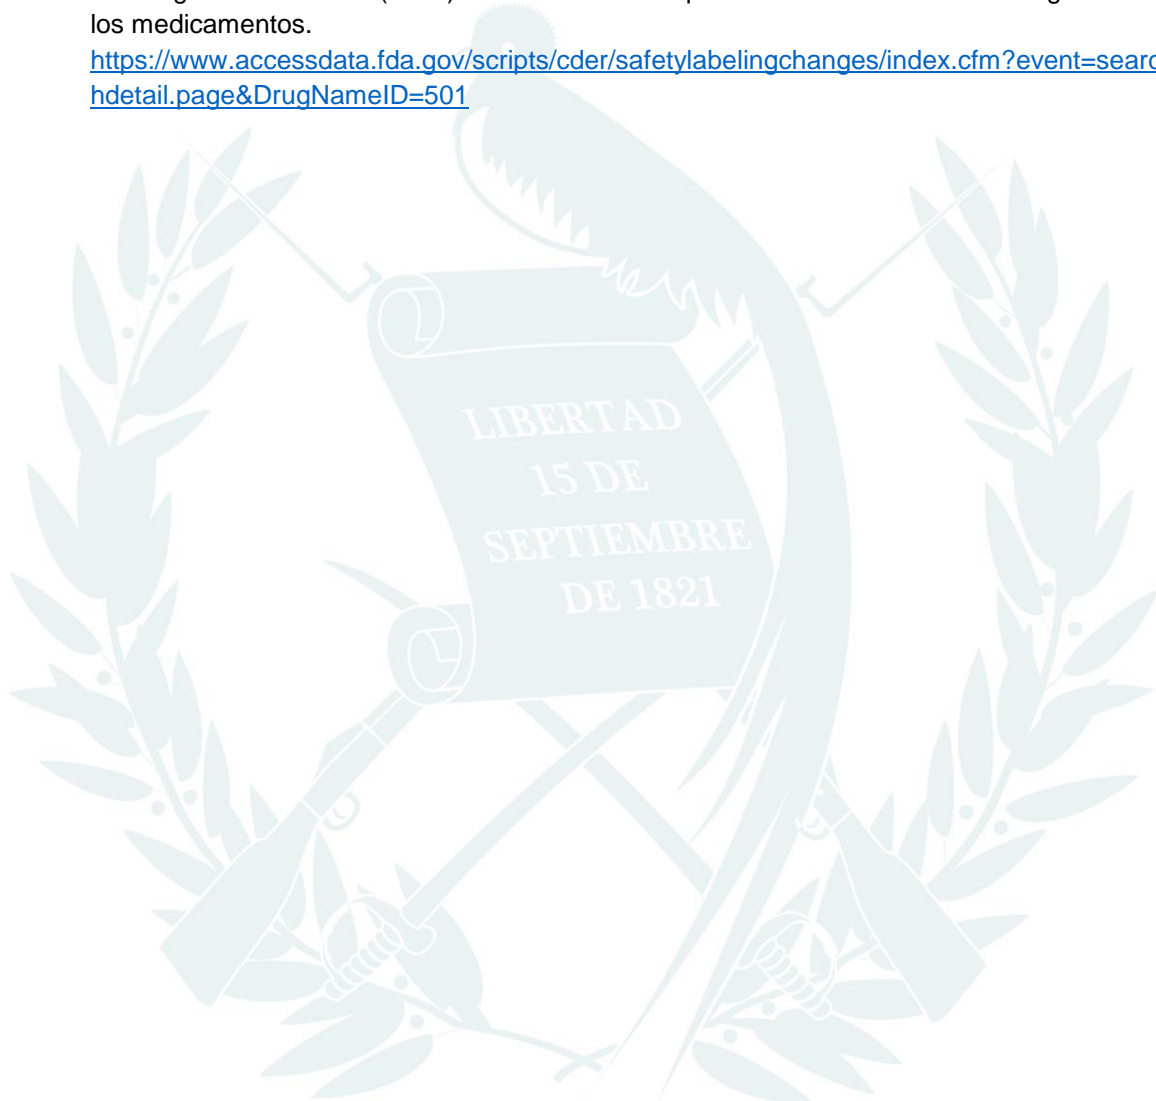 los medicamentos.
https://www.accessdata.fda.gov/scripts/cder/safetylabelingchanges/index.cfm?event=searc
hdetail.page&DrugNameID=501
LIBERTAD
15 DE
SEPTIEMBRE
DE 1821